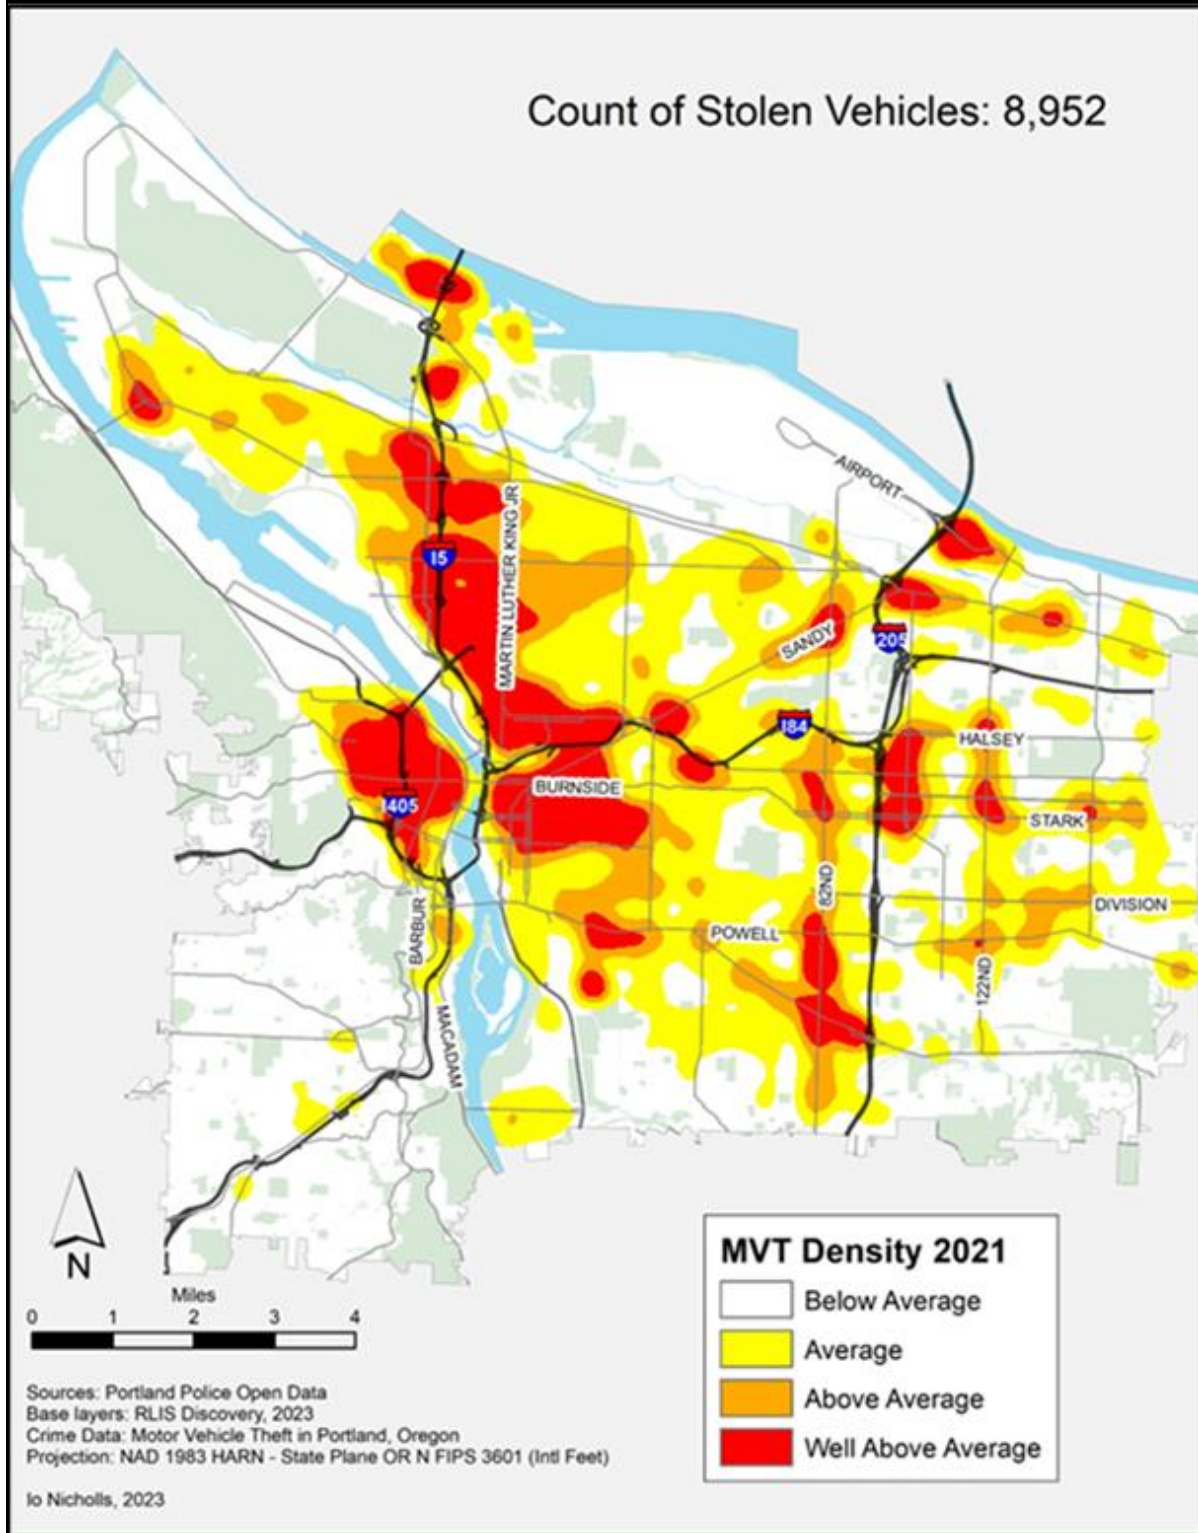 Count of Stolen Vehicles: 8,952
AIRPORT
MARTIN LUTHER KING JR
I5
SANDY
205
I84
HALSEY
BURNSIDE
I405
STARK
82ND
DIVISION
BARBUR
POWELL
122ND
MACADAM
N
Miles
0 1 2 3 4
MVT Density 2021
Below Average
Average
Above Average
Well Above Average
Sources: Portland Police Open Data
Base layers: RLIS Discovery, 2023
Crime Data: Motor Vehicle Theft in Portland, Oregon
Projection: NAD 1983 HARN - State Plane OR N FIPS 3601 (Intl Feet)
Io Nicholls, 2023